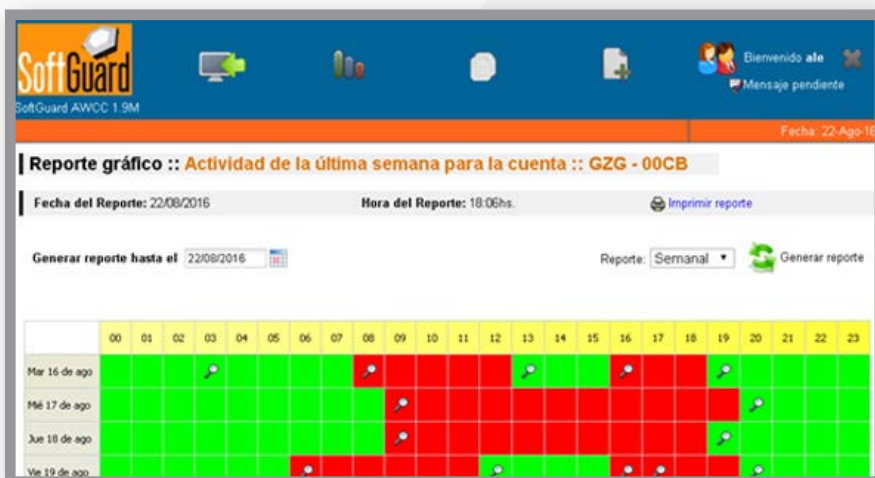 SoftGuard
SoftGuard AWCC 1.9M
Bienvenido ale
Mensaje pendiente
Fecha: 22-Ago-16
Reporte gráfico :: Actividad de la última semana para la cuenta :: GZG - 00CB
Fecha del Reporte: 22/08/2016 Hora del Reporte: 18:06hs. Imprimir reporte
Generar reporte hasta el 22/08/2016 Reporte: Semanal Generar reporte
00 01 02 03 04 05 06 07 08 09 10 11 12 13 14 15 16 17 18 19 20 21 22 23
Mar 16 de ago
Mié 17 de ago
Jue 18 de ago
Vie 19 de ago